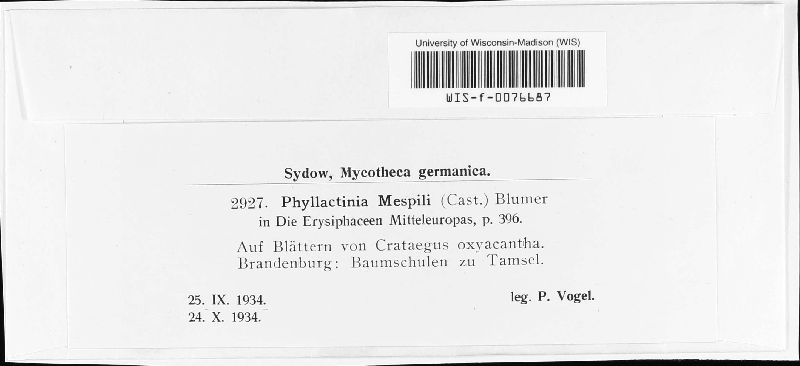 University of Wisconsin-Madison (WIS)
WIS-f-0076687
Sydow, Mycotheca germanica.
2927. Phyllactinia Mespili (Cast.) Blumer
in Die Erysiphaceen Mitteleuropas, p. 396.
Auf Blättern von Crataegus oxyacantha.
Brandenburg: Baumschulen zu Tamsel.
25. IX. 1934.
leg. P. Vogel.
24. X. 1934.